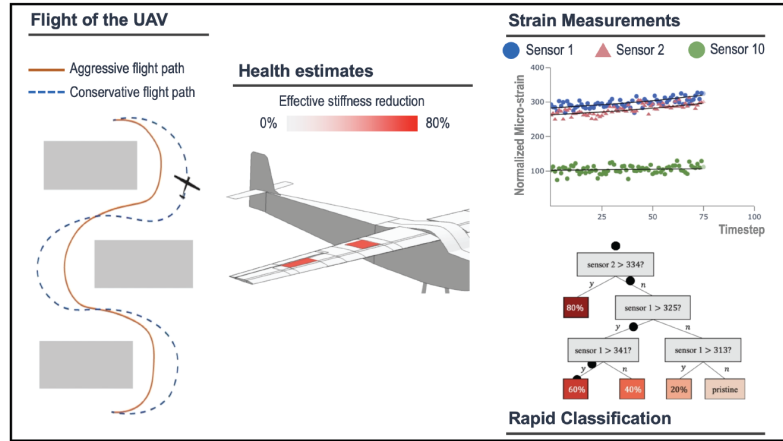 Flight of the UAV
Aggressive flight path
Conservative flight path
Health estimates
Effective stiffness reduction
0% 80%
Strain Measurements
Sensor 1 Sensor 2 Sensor 10
Normalized Micro-strain
400
300
200
100
25 50 75
Timestep
sensor 2 > 334?
y n
80%
sensor 1 > 325?
y n
sensor 1 > 341? sensor 1 > 313?
y n y n
60% 40% 20% pristine
Rapid Classification